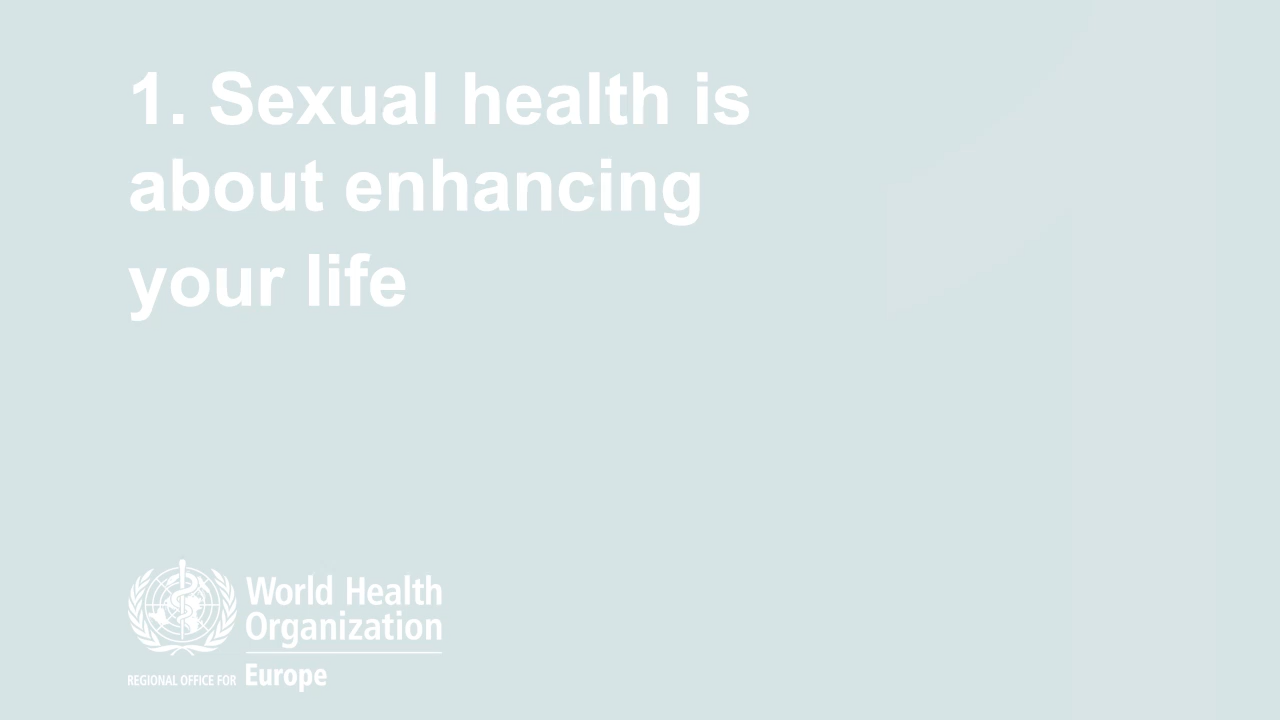 1. Sexual health is
about enhancing
your life
World Health
Organization
REGIONAL OFFICE FOR Europe